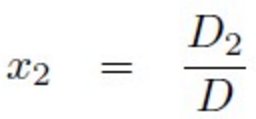 x₂ = D₂/D